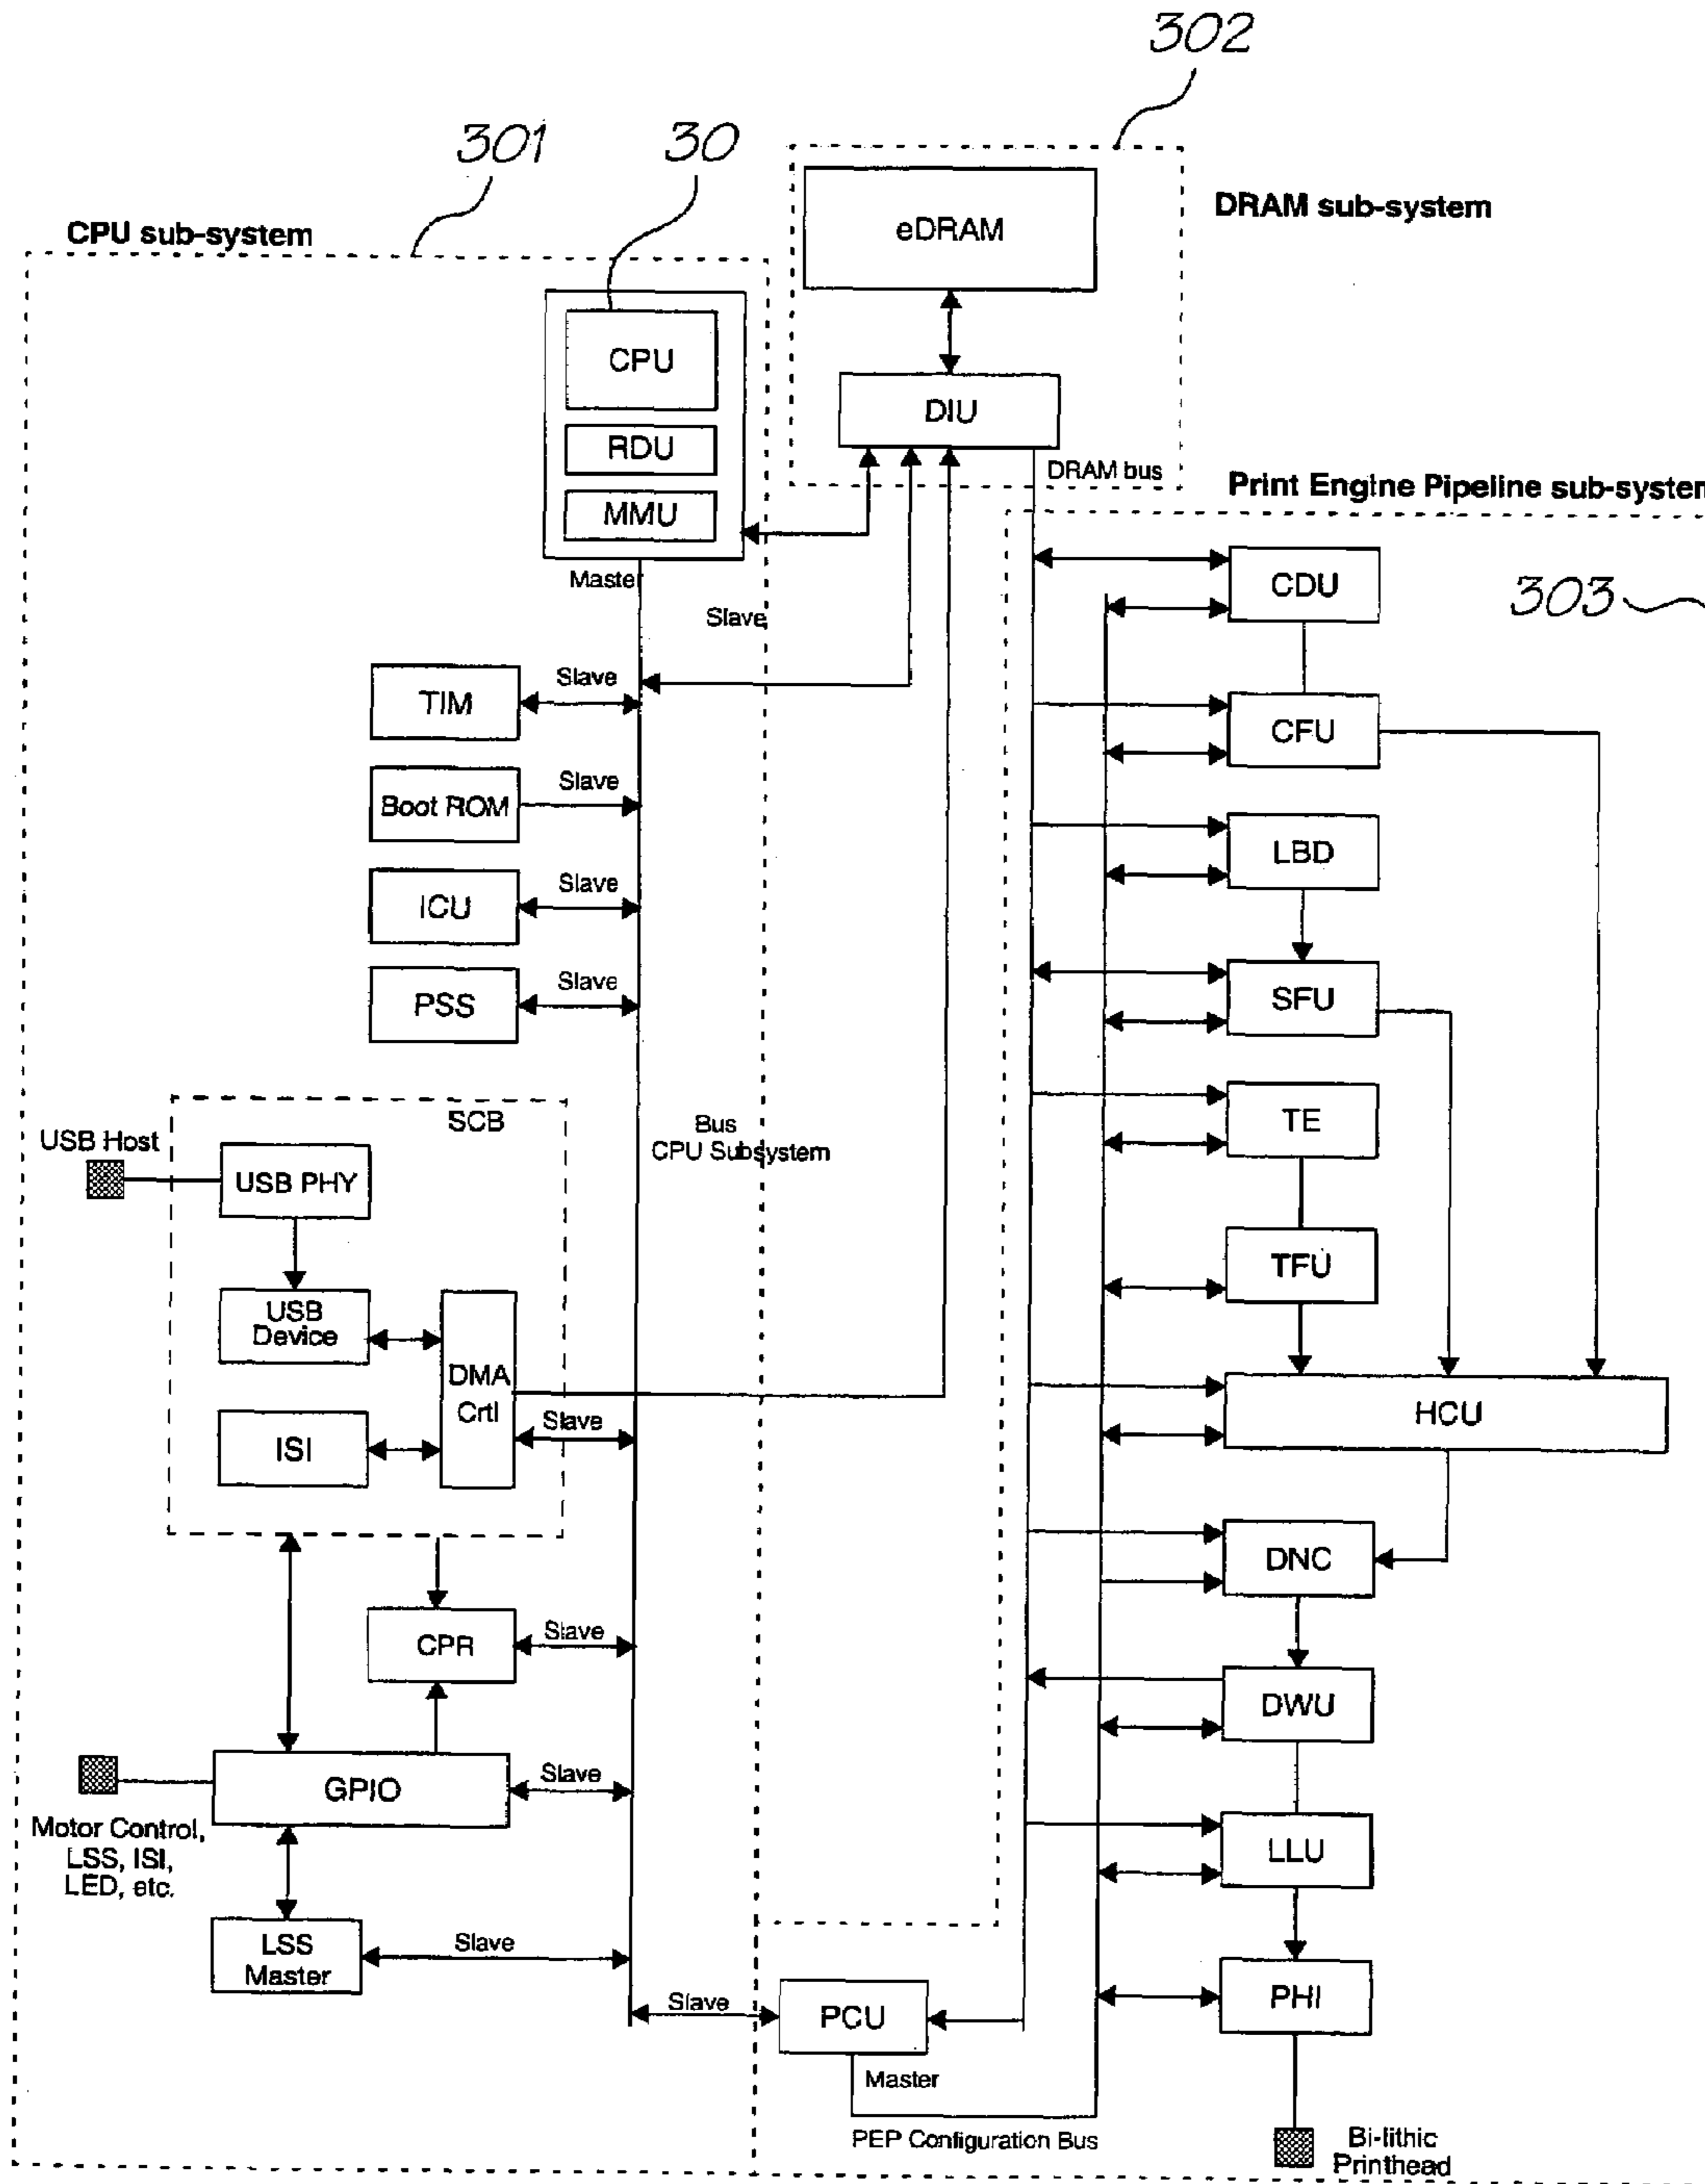 302
301
30
DRAM sub-system
CPU sub-system
eDRAM
CPU
DIU
RDU
DRAM bus
Print Engine Pipeline sub-system
MMU
Master
CDU
303
Slave
Slave
TIM
CFU
Slave
Boot ROM
LBD
Slave
ICU
Slave
PSS
SFU
SCB
TE
USB Host
Bus
CPU Subsystem
USB PHY
TFU
USB
Device
DMA
Crtl
HCU
Slave
ISI
DNC
CPR
Slave
DWU
GPIO
Slave
Motor Control,
LSS, ISI,
LED, etc.
LLU
LSS
Master
Slave
PHI
Slave
PCU
Master
PEP Configuration Bus
Bi-lithic
Printhead